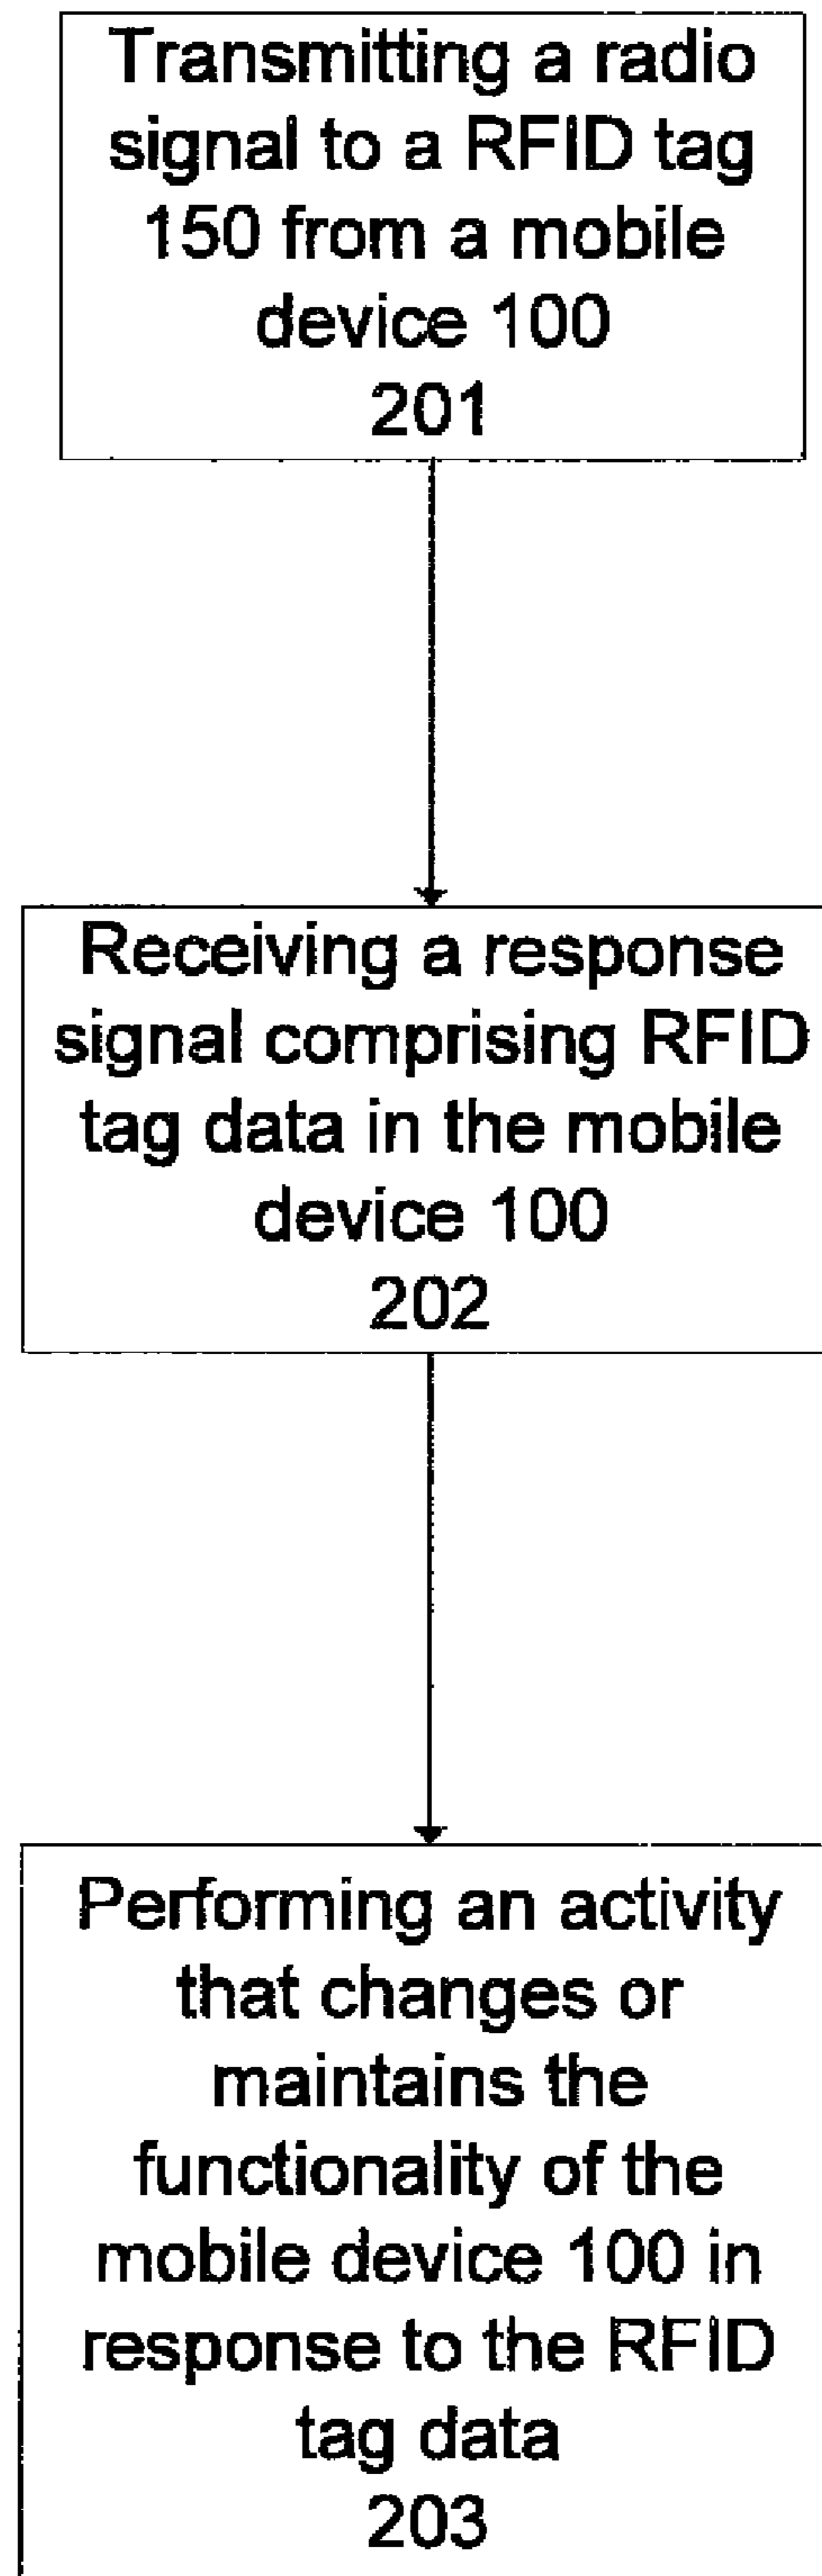 Transmitting a radio
signal to a RFID tag
150 from a mobile
device 100
201
Receiving a response
signal comprising RFID
tag data in the mobile
device 100
202
Performing an activity
that changes or
maintains the
functionality of the
mobile device 100 in
response to the RFID
tag data
203